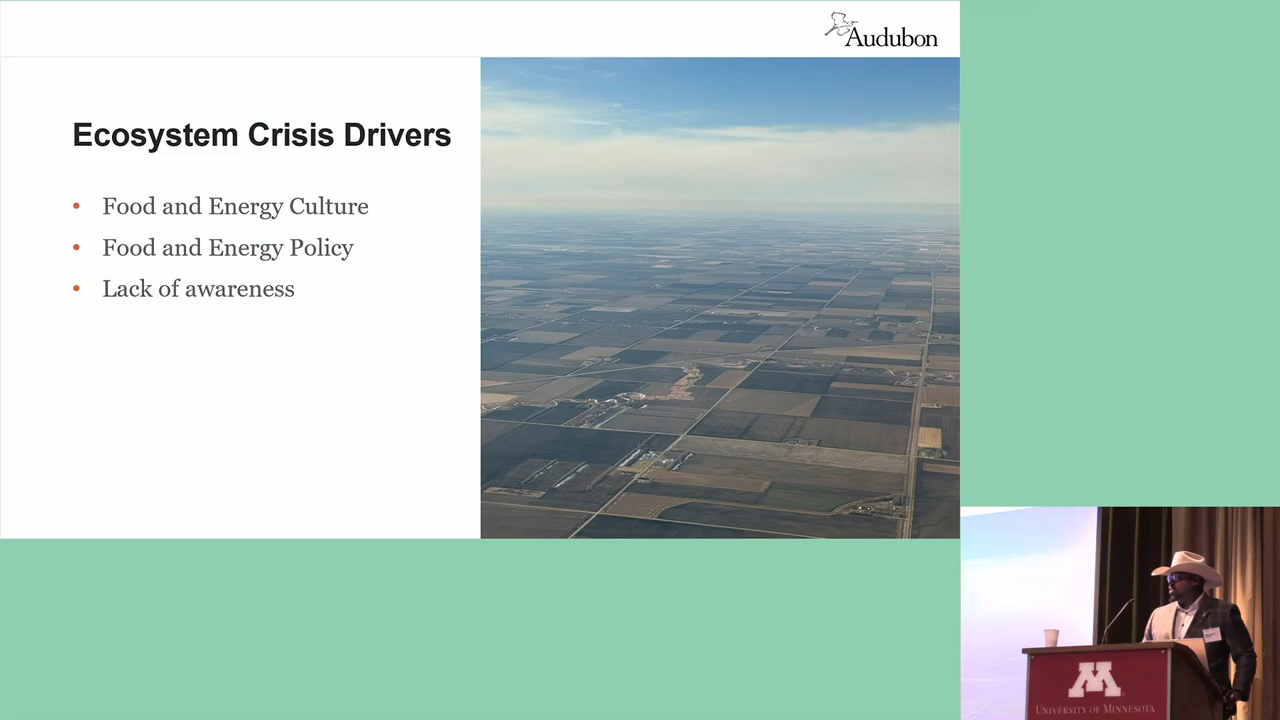 Audubon
Ecosystem Crisis Drivers
• Food and Energy Culture
• Food and Energy Policy
• Lack of awareness
M
UNIVERSITY OF MINNESOTA